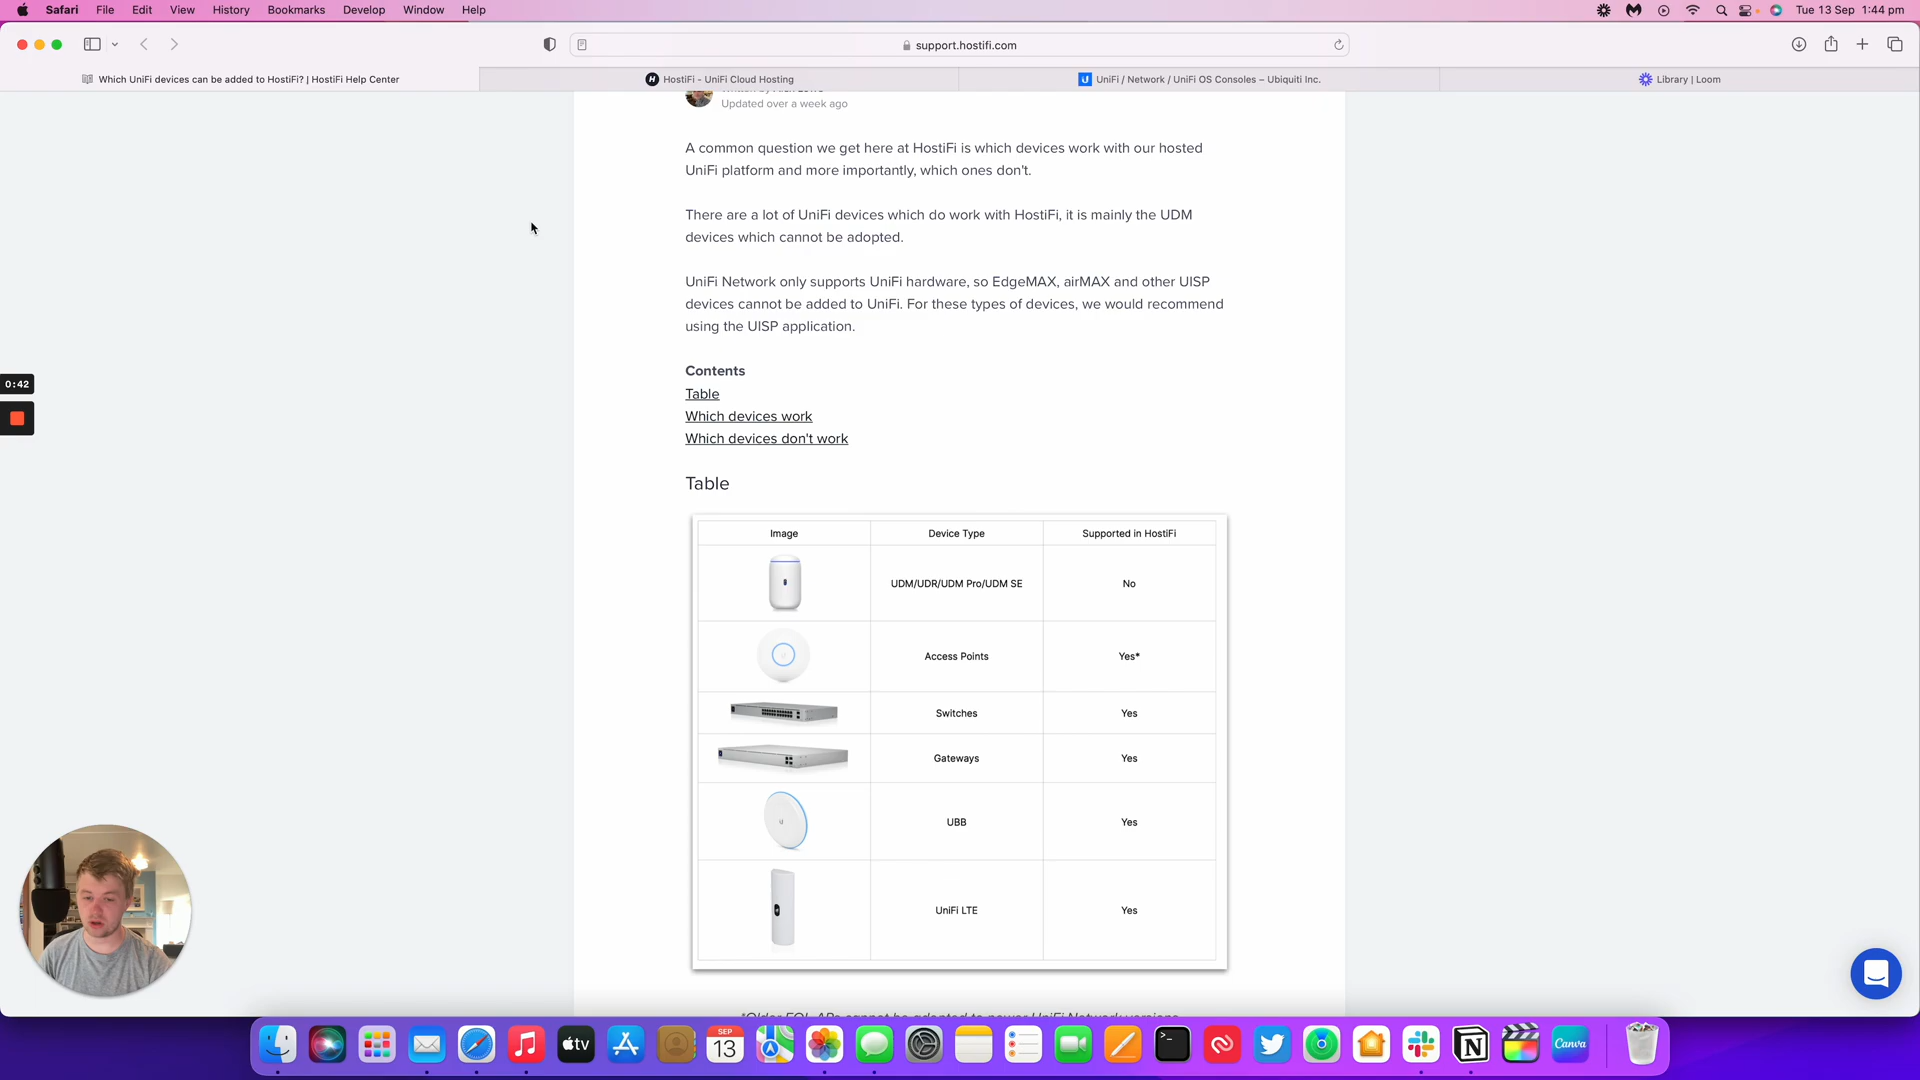 Safari File Edit View History Bookmarks Develop Window Help Tue 13 Sep 1:44 pm
support.hostifi.com
Which UniFi devices can be added to HostiFi? | HostiFi Help Center
HostiFi - UniFi Cloud Hosting
UniFi / Network / UniFi OS Consoles – Ubiquiti Inc.
Library | Loom
Updated over a week ago
A common question we get here at HostiFi is which devices work with our hosted
UniFi platform and more importantly, which ones don't.
There are a lot of UniFi devices which do work with HostiFi, it is mainly the UDM
devices which cannot be adopted.
UniFi Network only supports UniFi hardware, so EdgeMAX, airMAX and other UISP
devices cannot be added to UniFi. For these types of devices, we would recommend
using the UISP application.
0:42
Contents
Table
Which devices work
Which devices don't work
Table
Image Device Type Supported in HostiFi
UDM/UDR/UDM Pro/UDM SE No
Access Points Yes*
Switches Yes
Gateways Yes
UBB Yes
UniFi LTE Yes
tv
SEP
13
Canva